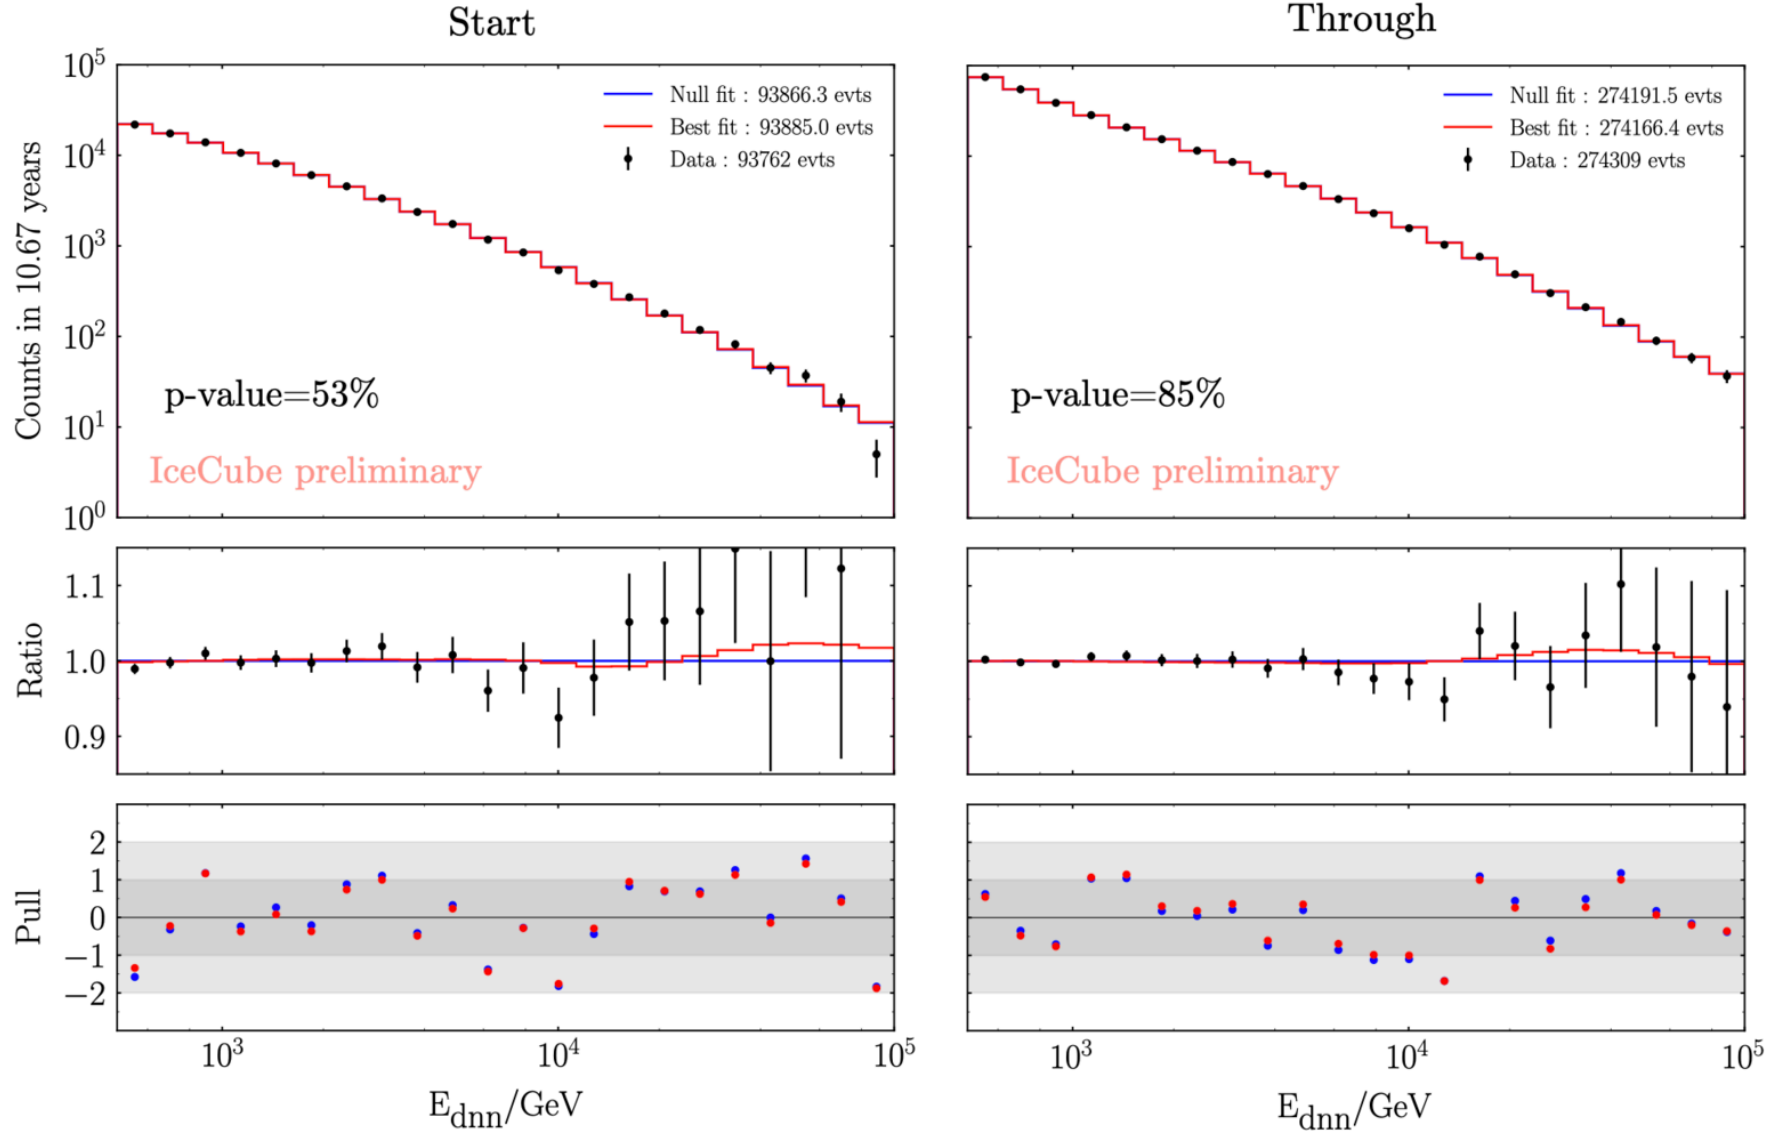 Start
Through
10^5
10^4
10^3
10^2
10^1
10^0
Counts in 10.67 years
Null fit : 93866.3 evts
Best fit : 93885.0 evts
Data : 93762 evts
p-value=53%
IceCube preliminary
Null fit : 274191.5 evts
Best fit : 274166.4 evts
Data : 274309 evts
p-value=85%
IceCube preliminary
1.1
1.0
0.9
Ratio
2
1
0
−1
−2
Pull
10^3
10^4
10^5
10^3
10^4
10^5
E_dnn/GeV
E_dnn/GeV